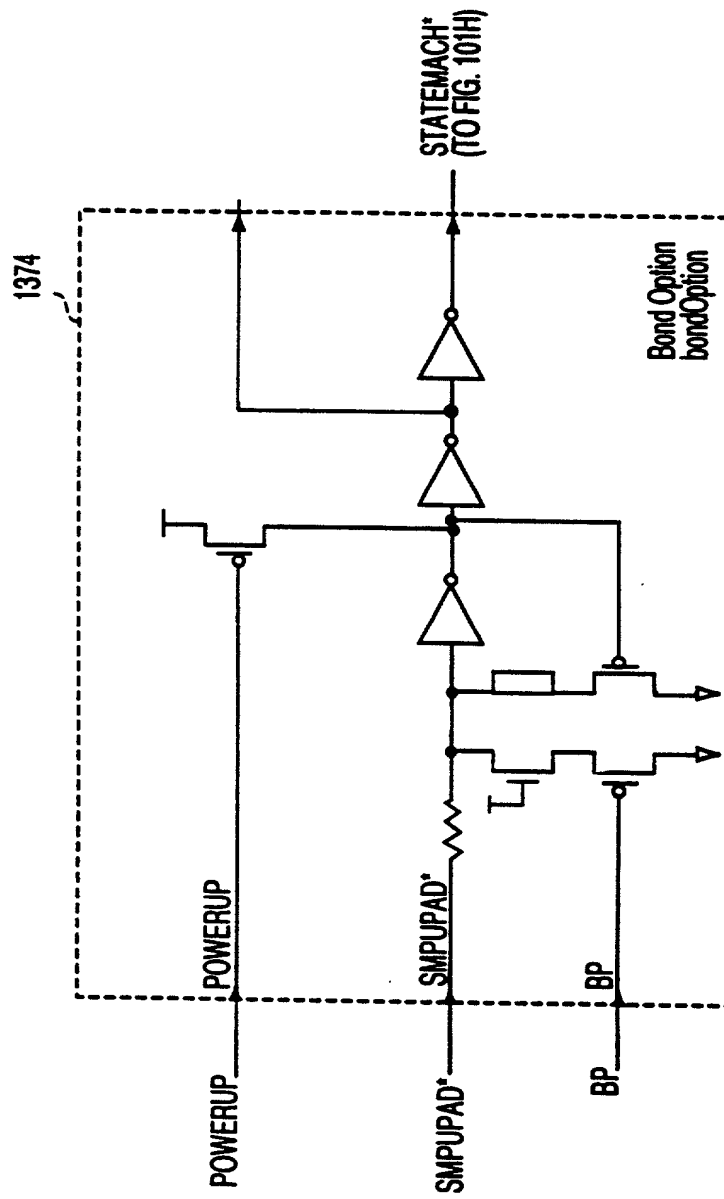 1374
POWERUP
POWERUP
SMPUPAD*
SMPUPAD*
BP
BP
STATEMACH*
(TO FIG. 101H)
Bond Option
bondOption